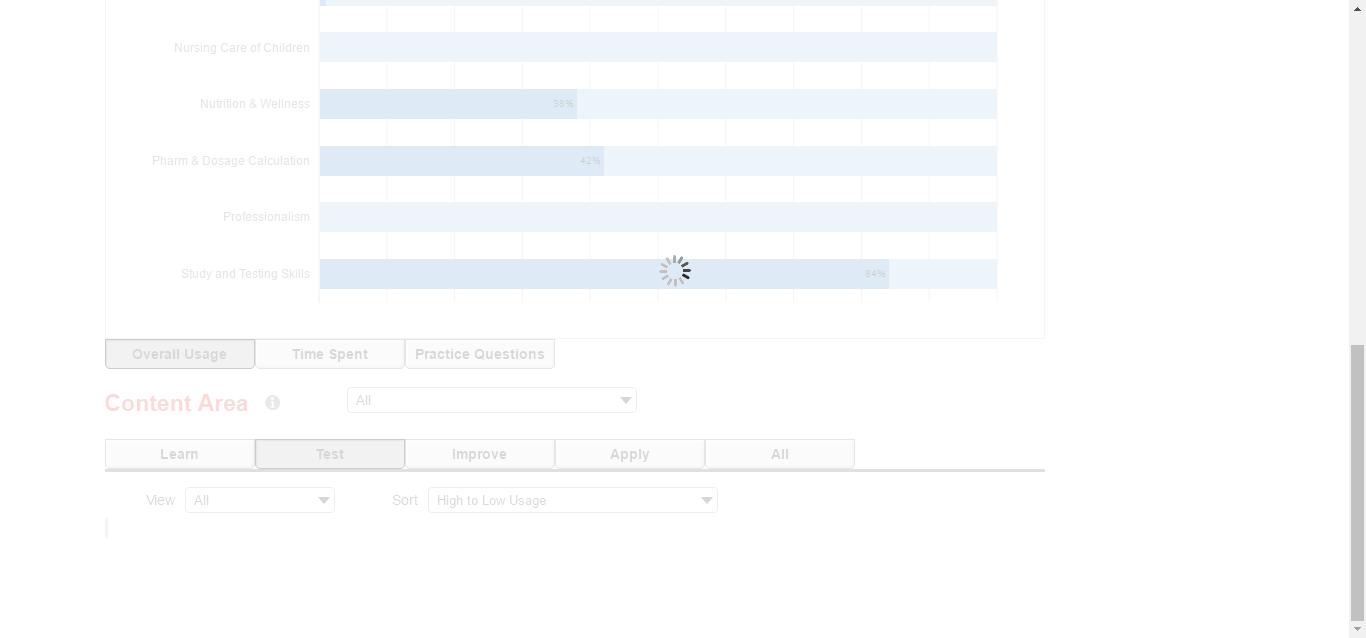 Nursing Care of Children
Nutrition & Wellness 38%
Pharm & Dosage Calculation 42%
Professionalism
Study and Testing Skills 84%
Overall Usage Time Spent Practice Questions
Content Area All
Learn Test Improve Apply All
View All Sort High to Low Usage